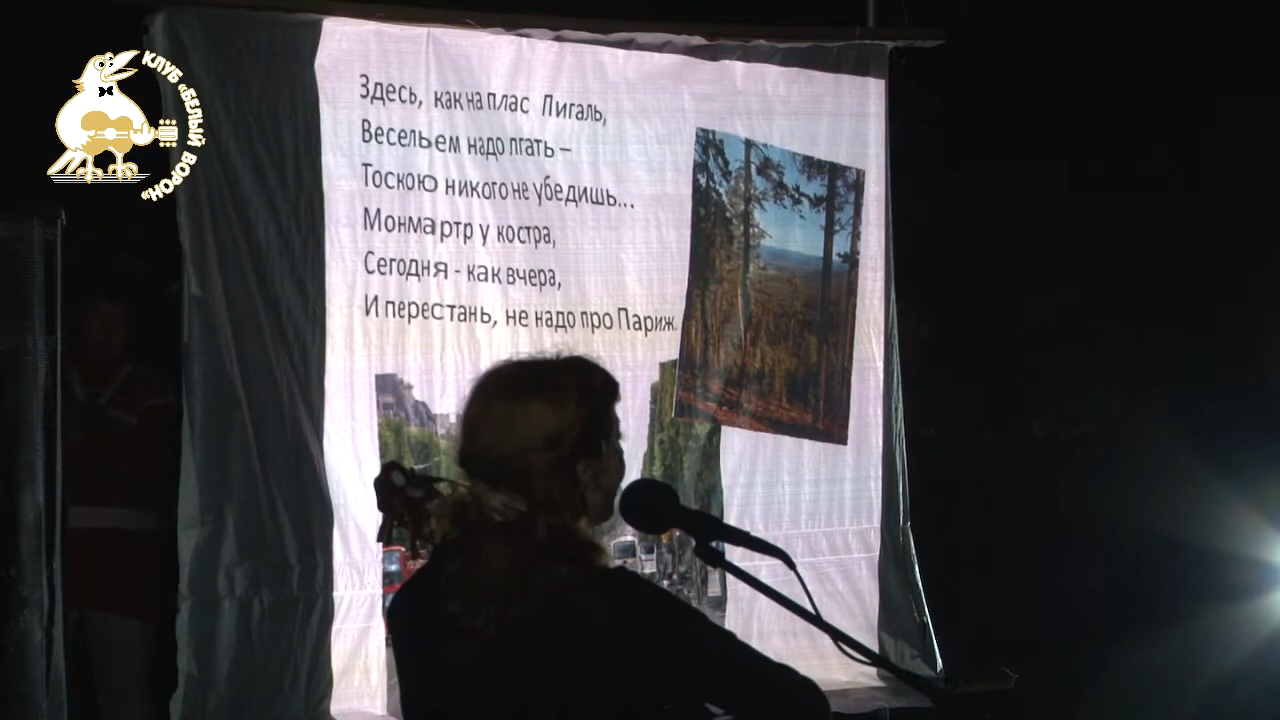 КЛУБ «БЕЛЫЙ ВОРОН»
Здесь, как на плас Пигаль,
Весельем надо пгать –
Тоскою никого не убедишь...
Монмартр у костра,
Сегодня - как вчера,
И перестань, не надо про Париж.